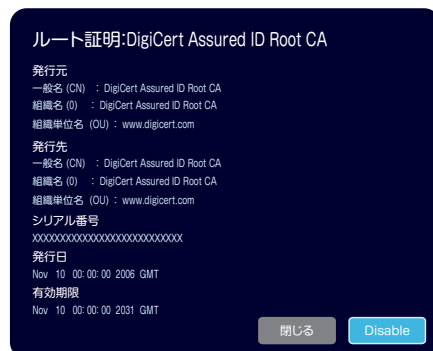 ルート証明:DigiCert Assured ID Root CA
発行元
一般名 (CN) : DigiCert Assured ID Root CA
組織名 (0) : DigiCert Assured ID Root CA
組織単位名 (OU) : www.digicert.com
発行先
一般名 (CN) : DigiCert Assured ID Root CA
組織名 (0) : DigiCert Assured ID Root CA
組織単位名 (OU) : www.digicert.com
シリアル番号
XXXXXXXXXXXXXXXXXXXXXXXXXXX
発行日
Nov 10 00:00:00 2006 GMT
有効期限
Nov 10 00:00:00 2031 GMT
閉じる Disable